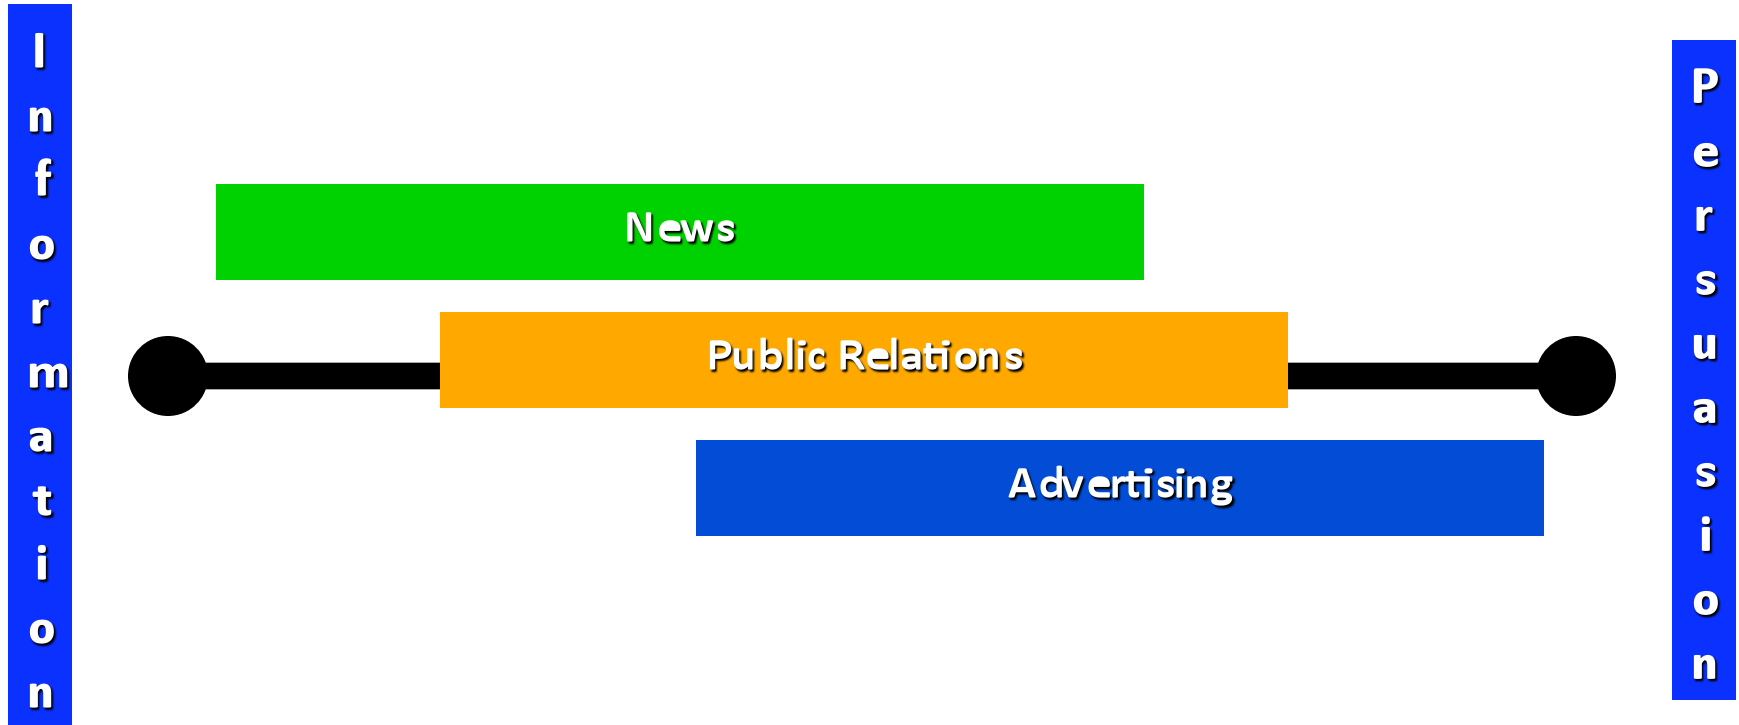 Information
News
Public Relations
Advertising
Persuasion